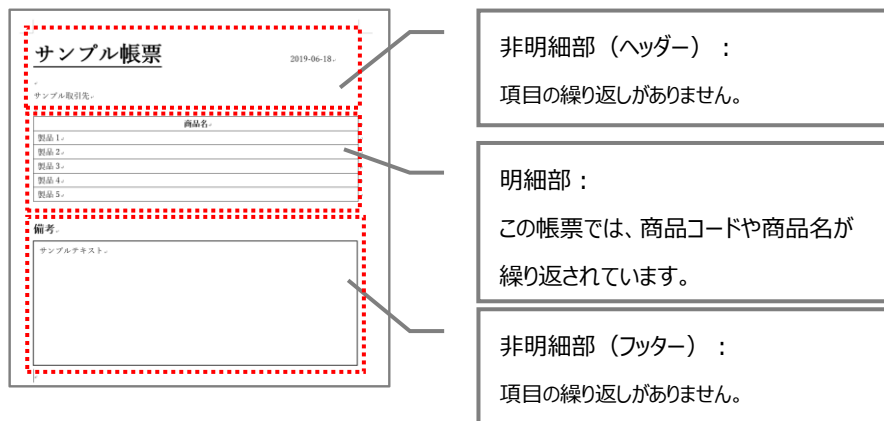 サンプル帳票
2019-06-18
サンプル取引先
商品名
製品 1
製品 2
製品 3
製品 4
製品 5
備考
サンプルテキスト
非明細部（ヘッダー）：
項目の繰り返しがありません。
明細部：
この帳票では、商品コードや商品名が
繰り返されています。
非明細部（フッター）：
項目の繰り返しがありません。